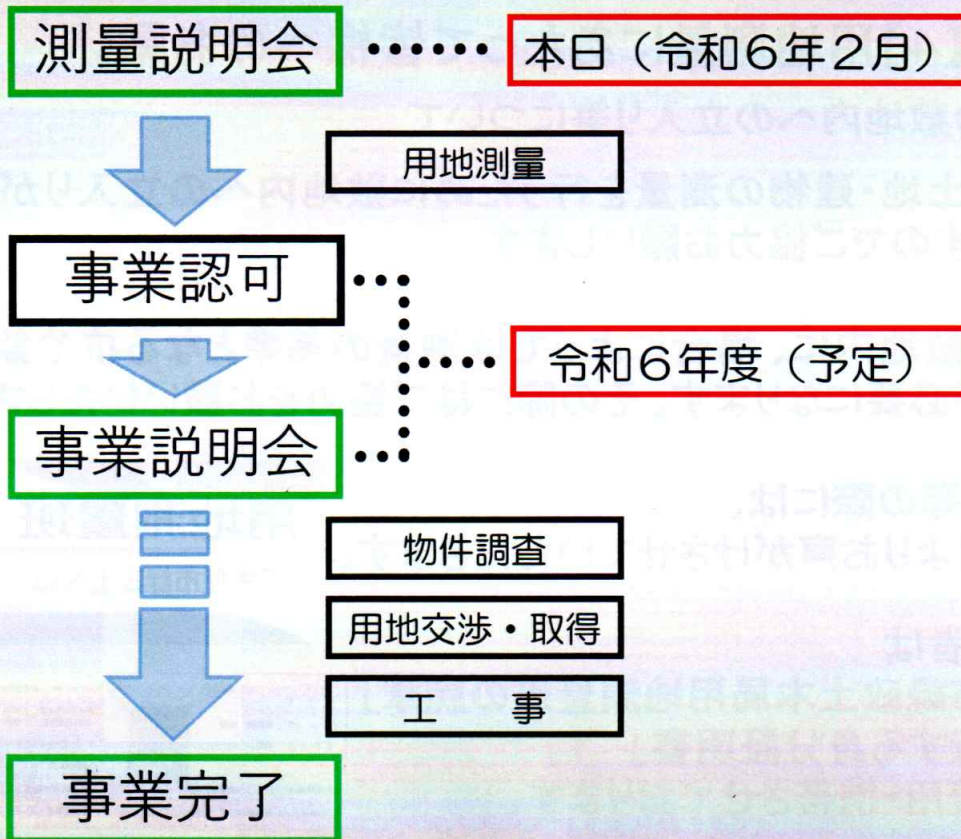 測量説明会 …… 本日（令和６年２月）
用地測量
事業認可
令和６年度（予定）
事業説明会
物件調査
用地交渉・取得
工　事
事業完了